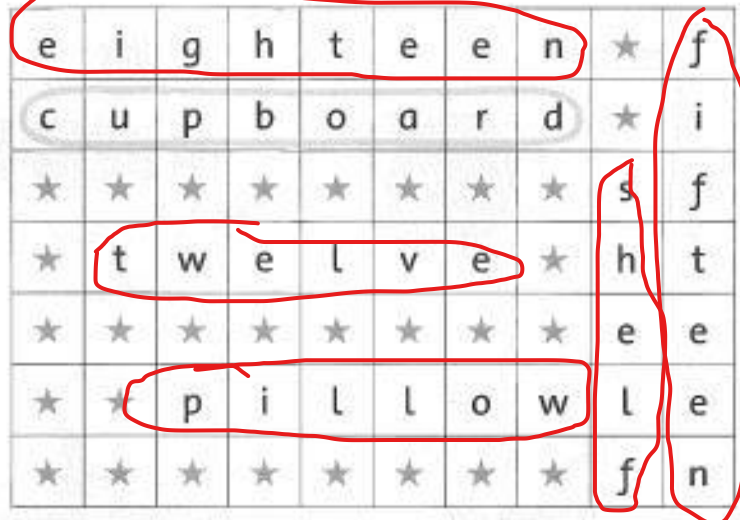 e i g h t e e n ★ f
c u p b o a r d ★ i
★ ★ ★ ★ ★ ★ ★ ★ s f
★ t w e l v e ★ h t
★ ★ ★ ★ ★ ★ ★ ★ e e
★ ★ p i l l o w l e
★ ★ ★ ★ ★ ★ ★ ★ f n